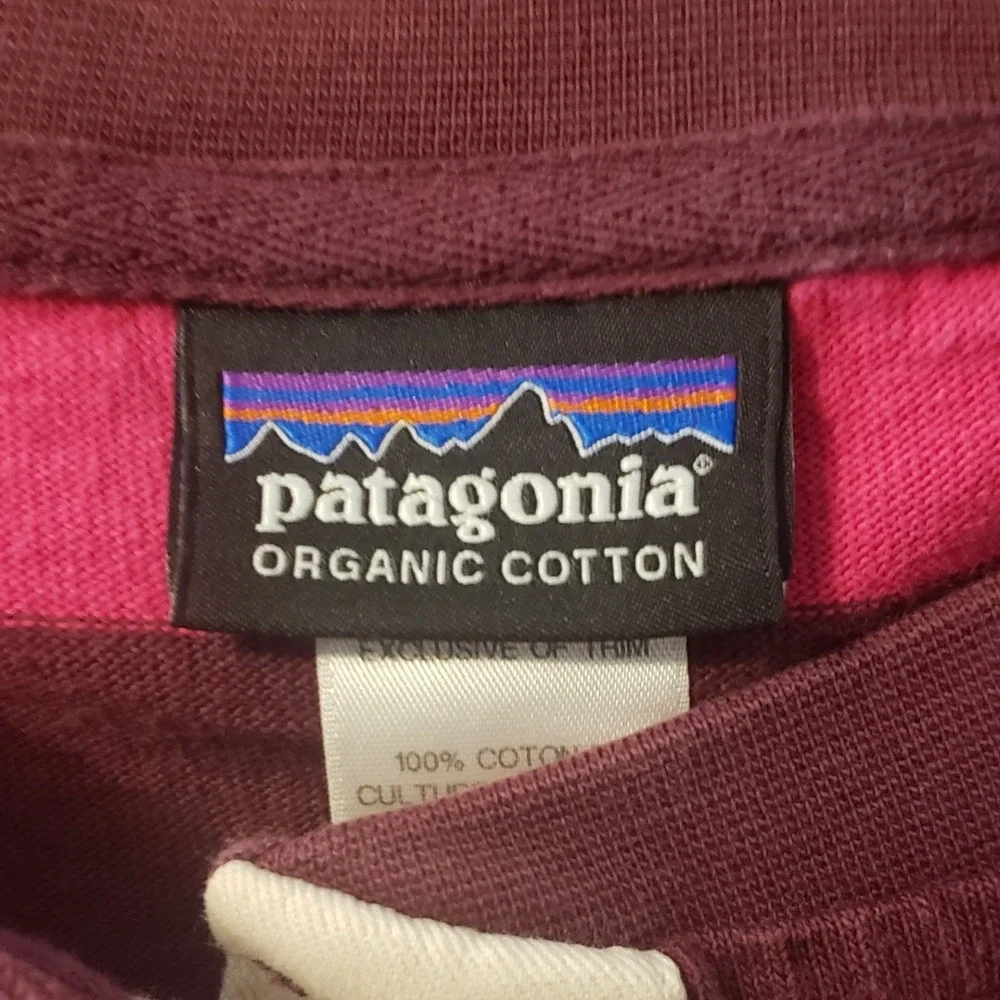 patagonia®
ORGANIC COTTON
EXCLUSIVE OF TRIM
100% COTON